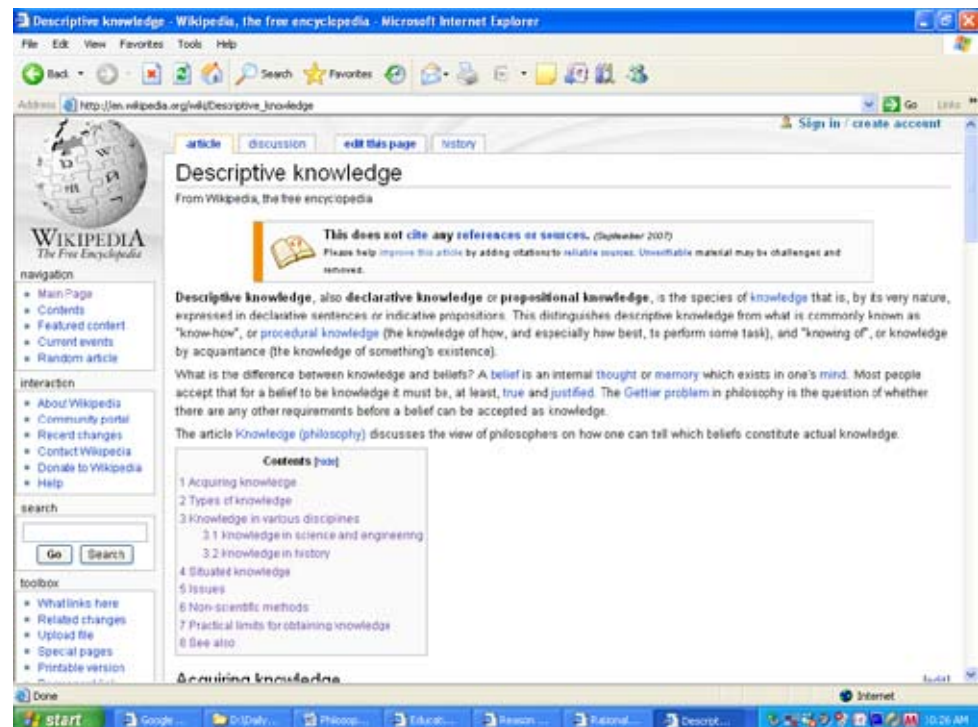 Descriptive knowledge - Wikipedia, the free encyclopedia - Microsoft Internet Explorer
File Edit View Favorites Tools Help
Back Search Favorites
Address http://en.wikipedia.org/wiki/Descriptive_knowledge Go Links
Sign in / create account
article discussion edit this page history
Descriptive knowledge
From Wikipedia, the free encyclopedia
This does not cite any references or sources. (September 2007)
Please help improve this article by adding citations to reliable sources. Unverifiable material may be challenged and
removed.
WIKIPEDIA
The Free Encyclopedia
navigation
Main Page
Contents
Featured content
Current events
Random article
interaction
About Wikipedia
Community portal
Recent changes
Contact Wikipedia
Donate to Wikipedia
Help
search
Go Search
toolbox
What links here
Related changes
Upload file
Special pages
Printable version
Descriptive knowledge, also declarative knowledge or propositional knowledge, is the species of knowledge that is, by its very nature,
expressed in declarative sentences or indicative propositions. This distinguishes descriptive knowledge from what is commonly known as
"know-how", or procedural knowledge (the knowledge of how, and especially how best, to perform some task), and "knowing of", or knowledge
by acquantance (the knowledge of something's existence).
What is the difference between knowledge and beliefs? A belief is an internal thought or memory which exists in one's mind. Most people
accept that for a belief to be knowledge it must be, at least, true and justified. The Gettier problem in philosophy is the question of whether
there are any other requirements before a belief can be accepted as knowledge.
The article Knowledge (philosophy) discusses the view of philosophers on how one can tell which beliefs constitute actual knowledge.
Contents [hide]
1 Acquiring knowledge
2 Types of knowledge
3 Knowledge in various disciplines
3.1 Knowledge in science and engineering
3.2 Knowledge in history
4 Situated knowledge
5 Issues
6 Non-scientific methods
7 Practical limits for obtaining knowledge
8 See also
Acquiring knowledge [edit]
Done Internet
start Google ... D:\Daily... Philosop... Educati... Reason ... Rational... Descript... 10:26 AM